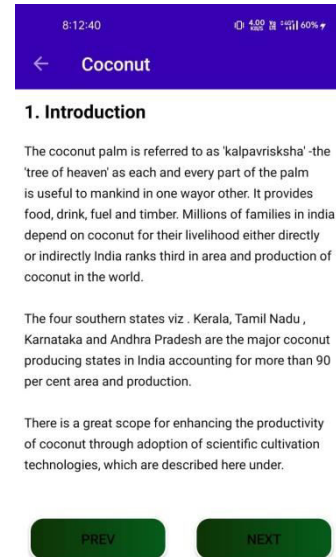 8:12:40 4.00 KB/S 60%
Coconut
1. Introduction
The coconut palm is referred to as 'kalpavrisksha' -the
'tree of heaven' as each and every part of the palm
is useful to mankind in one wayor other. It provides
food, drink, fuel and timber. Millions of families in india
depend on coconut for their livelihood either directly
or indirectly India ranks third in area and production of
coconut in the world.
The four southern states viz . Kerala, Tamil Nadu ,
Karnataka and Andhra Pradesh are the major coconut
producing states in India accounting for more than 90
per cent area and production.
There is a great scope for enhancing the productivity
of coconut through adoption of scientific cultivation
technologies, which are described here under.
PREV NEXT